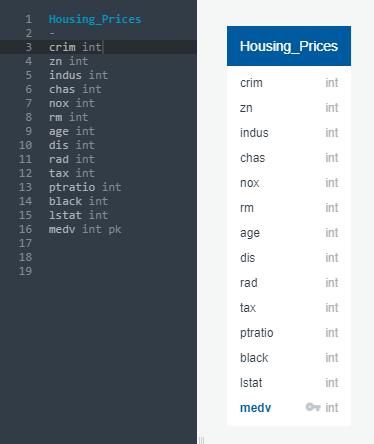 1 Housing_Prices
2 -
3 crim int
4 zn int
5 indus int
6 chas int
7 nox int
8 rm int
9 age int
10 dis int
11 rad int
12 tax int
13 ptratio int
14 black int
15 lstat int
16 medv int pk
17
18
19
Housing_Prices
crim int
zn int
indus int
chas int
nox int
rm int
age int
dis int
rad int
tax int
ptratio int
black int
lstat int
medv int